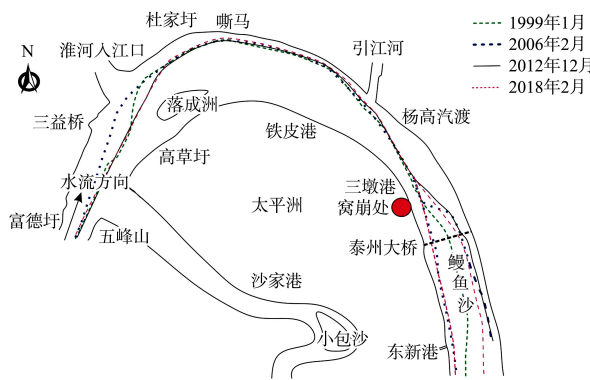 杜家圩
嘶马
1999年1月
2006年2月
2012年12月
2018年2月
N
淮河入江口
引江河
落成洲
杨高汽渡
三益桥
铁皮港
高草圩
水流方向
三墩港
窝崩处
太平洲
富德圩
五峰山
泰州大桥
鳗
鱼
沙
沙家港
小包沙
东新港